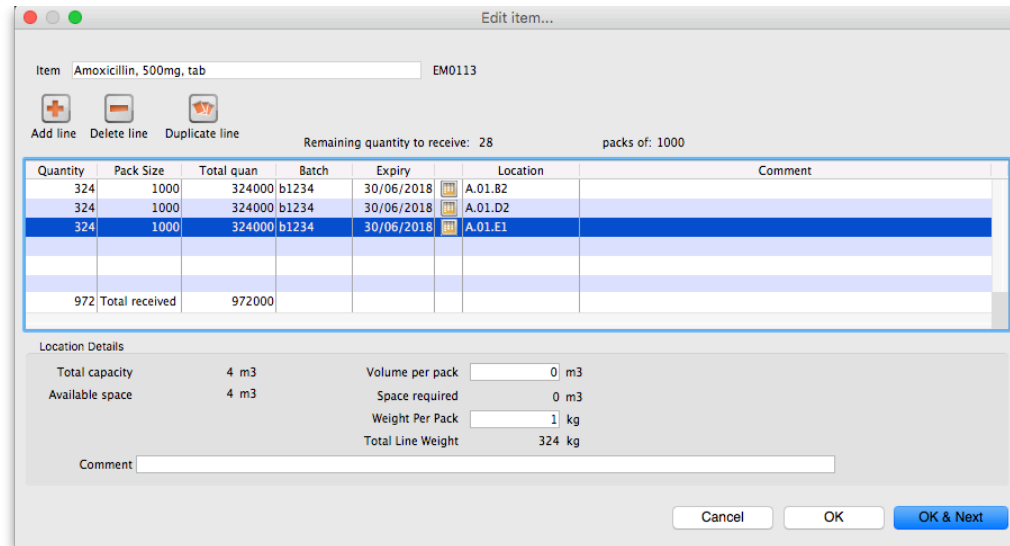 Edit item...
Item Amoxicillin, 500mg, tab EM0113
Add line Delete line Duplicate line
Remaining quantity to receive: 28 packs of: 1000
Quantity Pack Size Total quan Batch Expiry Location Comment
324 1000 324000 b1234 30/06/2018 A.01.B2
324 1000 324000 b1234 30/06/2018 A.01.D2
324 1000 324000 b1234 30/06/2018 A.01.E1
972 Total received 972000
Location Details
Total capacity 4 m3 Volume per pack 0 m3
Available space 4 m3 Space required 0 m3
Weight Per Pack 1 kg
Total Line Weight 324 kg
Comment
Cancel OK OK & Next